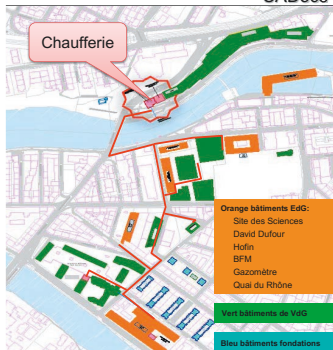 Chaufferie
Orange bâtiments EdG:
Site des Sciences
David Dufour
Hofin
BFM
Gazomètre
Quai du Rhône
Vert bâtiments de VdG
Bleu bâtiments fondations